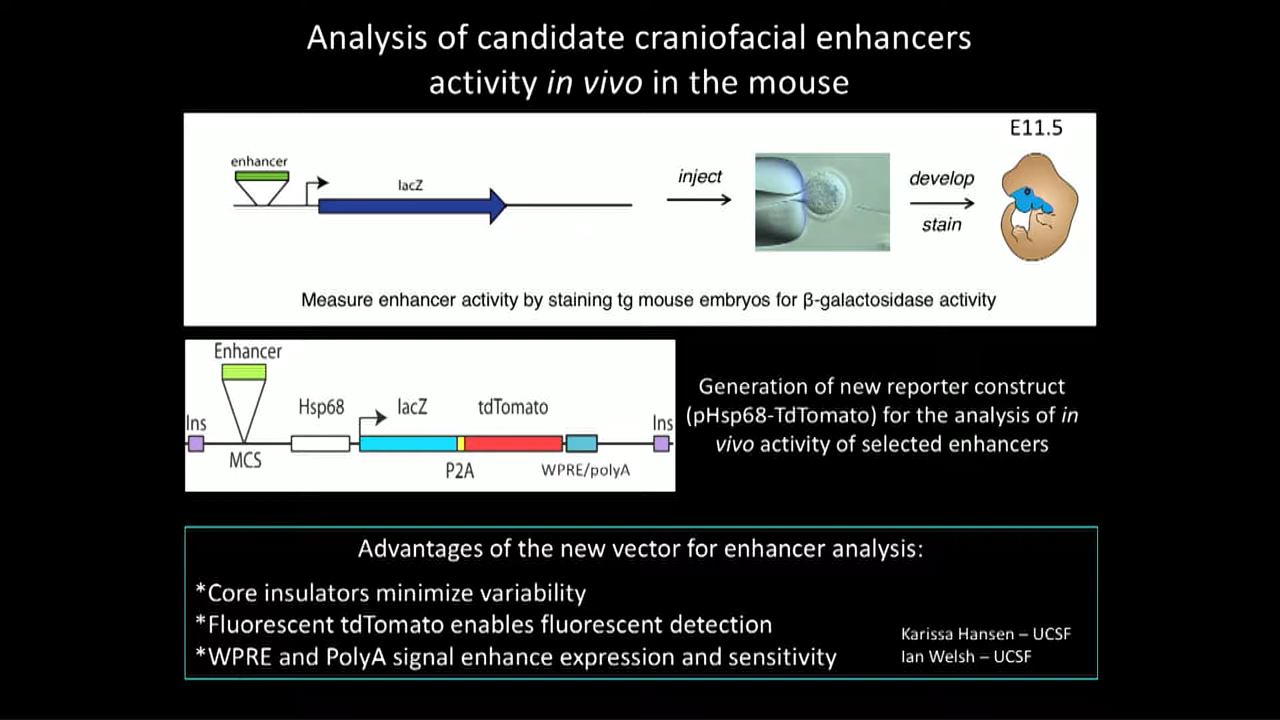 Analysis of candidate craniofacial enhancers
activity in vivo in the mouse
E11.5
enhancer
lacZ
inject
develop
stain
Measure enhancer activity by staining tg mouse embryos for β-galactosidase activity
Enhancer
Ins
Hsp68
lacZ
tdTomato
Ins
MCS
P2A
WPRE/polyA
Generation of new reporter construct
(pHsp68-TdTomato) for the analysis of in
vivo activity of selected enhancers
Advantages of the new vector for enhancer analysis:
*Core insulators minimize variability
*Fluorescent tdTomato enables fluorescent detection
*WPRE and PolyA signal enhance expression and sensitivity
Karissa Hansen – UCSF
Ian Welsh – UCSF